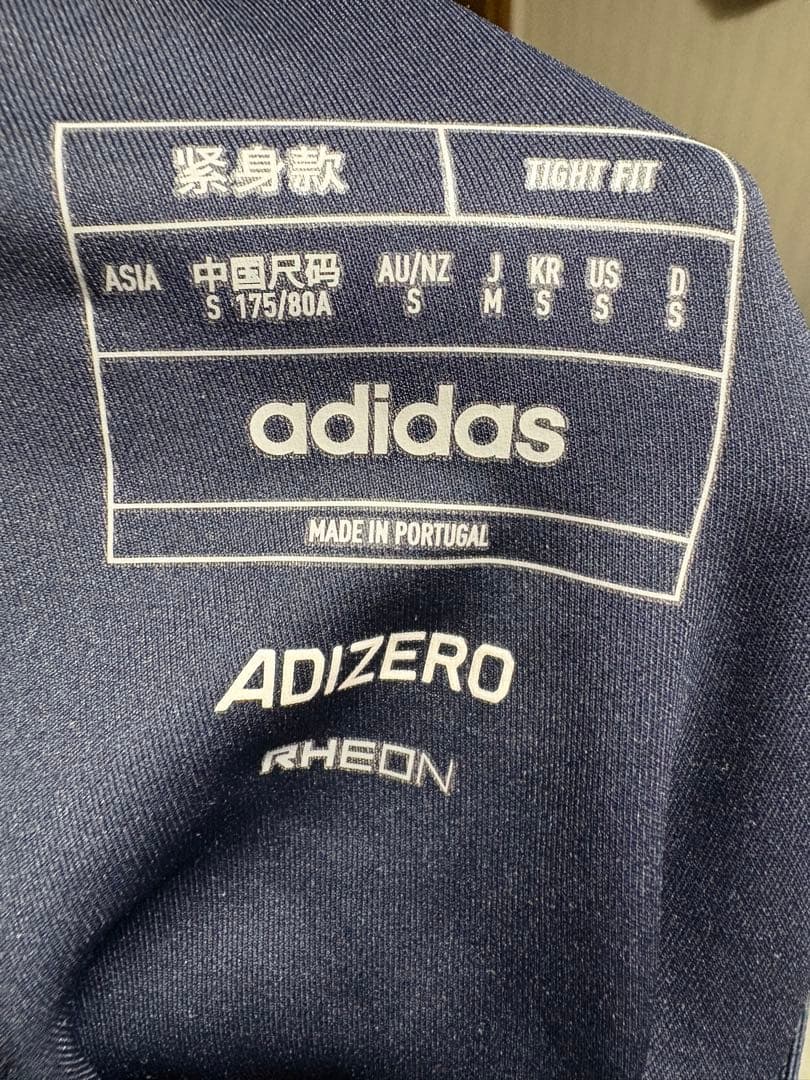 紧身款 TIGHT FIT
ASIA 中国尺码 AU/NZ J KR US D
S 175/80A S M S S S
adidas
MADE IN PORTUGAL
ADIZERO
RHEON